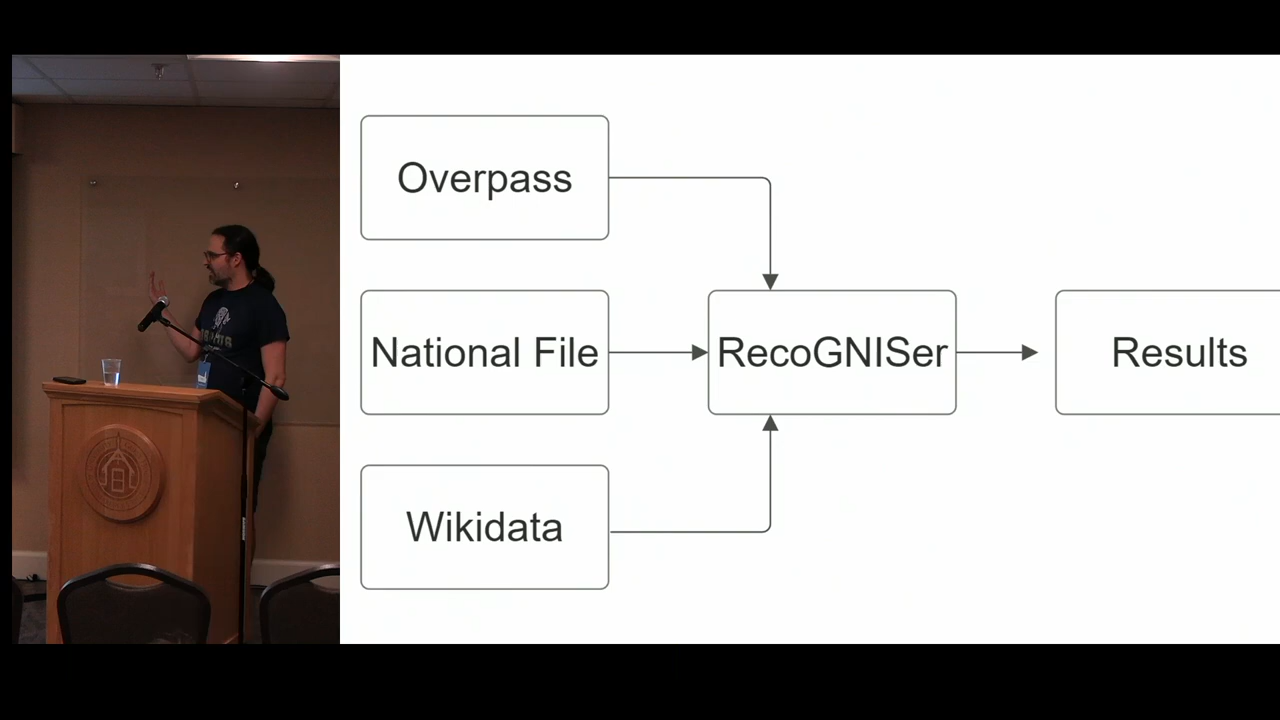 Overpass
National File
RecoGNISer
Results
Wikidata